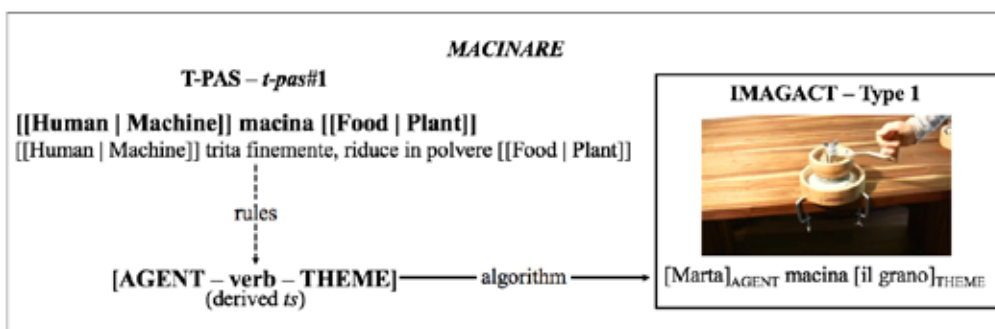 MACINARE
T-PAS – t-pas#1
[[Human | Machine]] macina [[Food | Plant]]
[[Human | Machine]] trita finemente, riduce in polvere [[Food | Plant]]
rules
[AGENT – verb – THEME]
(derived ts)
algorithm
IMAGACT – Type 1
[Marta]AGENT macina [il grano]THEME